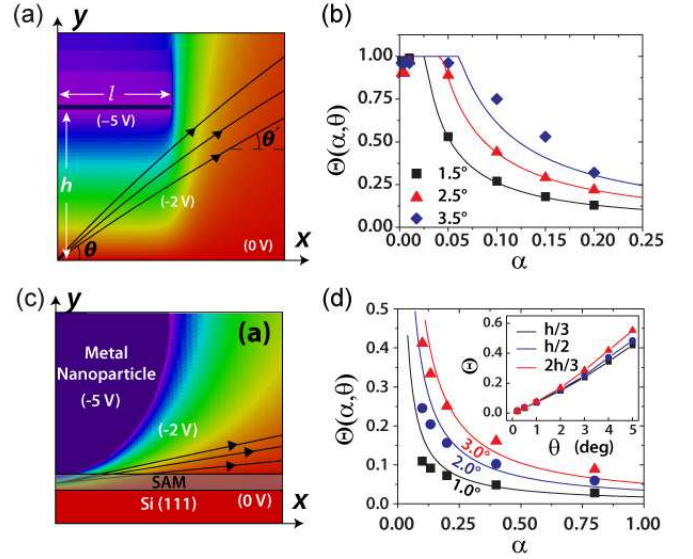 (a)
y
l
(−5 V)
h
θ'
(-2 V)
θ
(0 V)
x
(b)
Θ(α,θ)
1.00
0.75
0.50
0.25
0.00
1.5°
2.5°
3.5°
0.00 0.05 0.10 0.15 0.20 0.25
α
(c)
y
(a)
Metal
Nanoparticle
(-5 V)
(-2 V)
SAM
Si (111)
(0 V)
x
(d)
Θ(α,θ)
0.5
0.4
0.3
0.2
0.1
0.0
Θ
0.6
0.4
0.2
0.0
h/3
h/2
2h/3
0 1 2 3 4 5
θ (deg)
3.0°
2.0°
1.0°
0.00 0.25 0.50 0.75 1.00
α